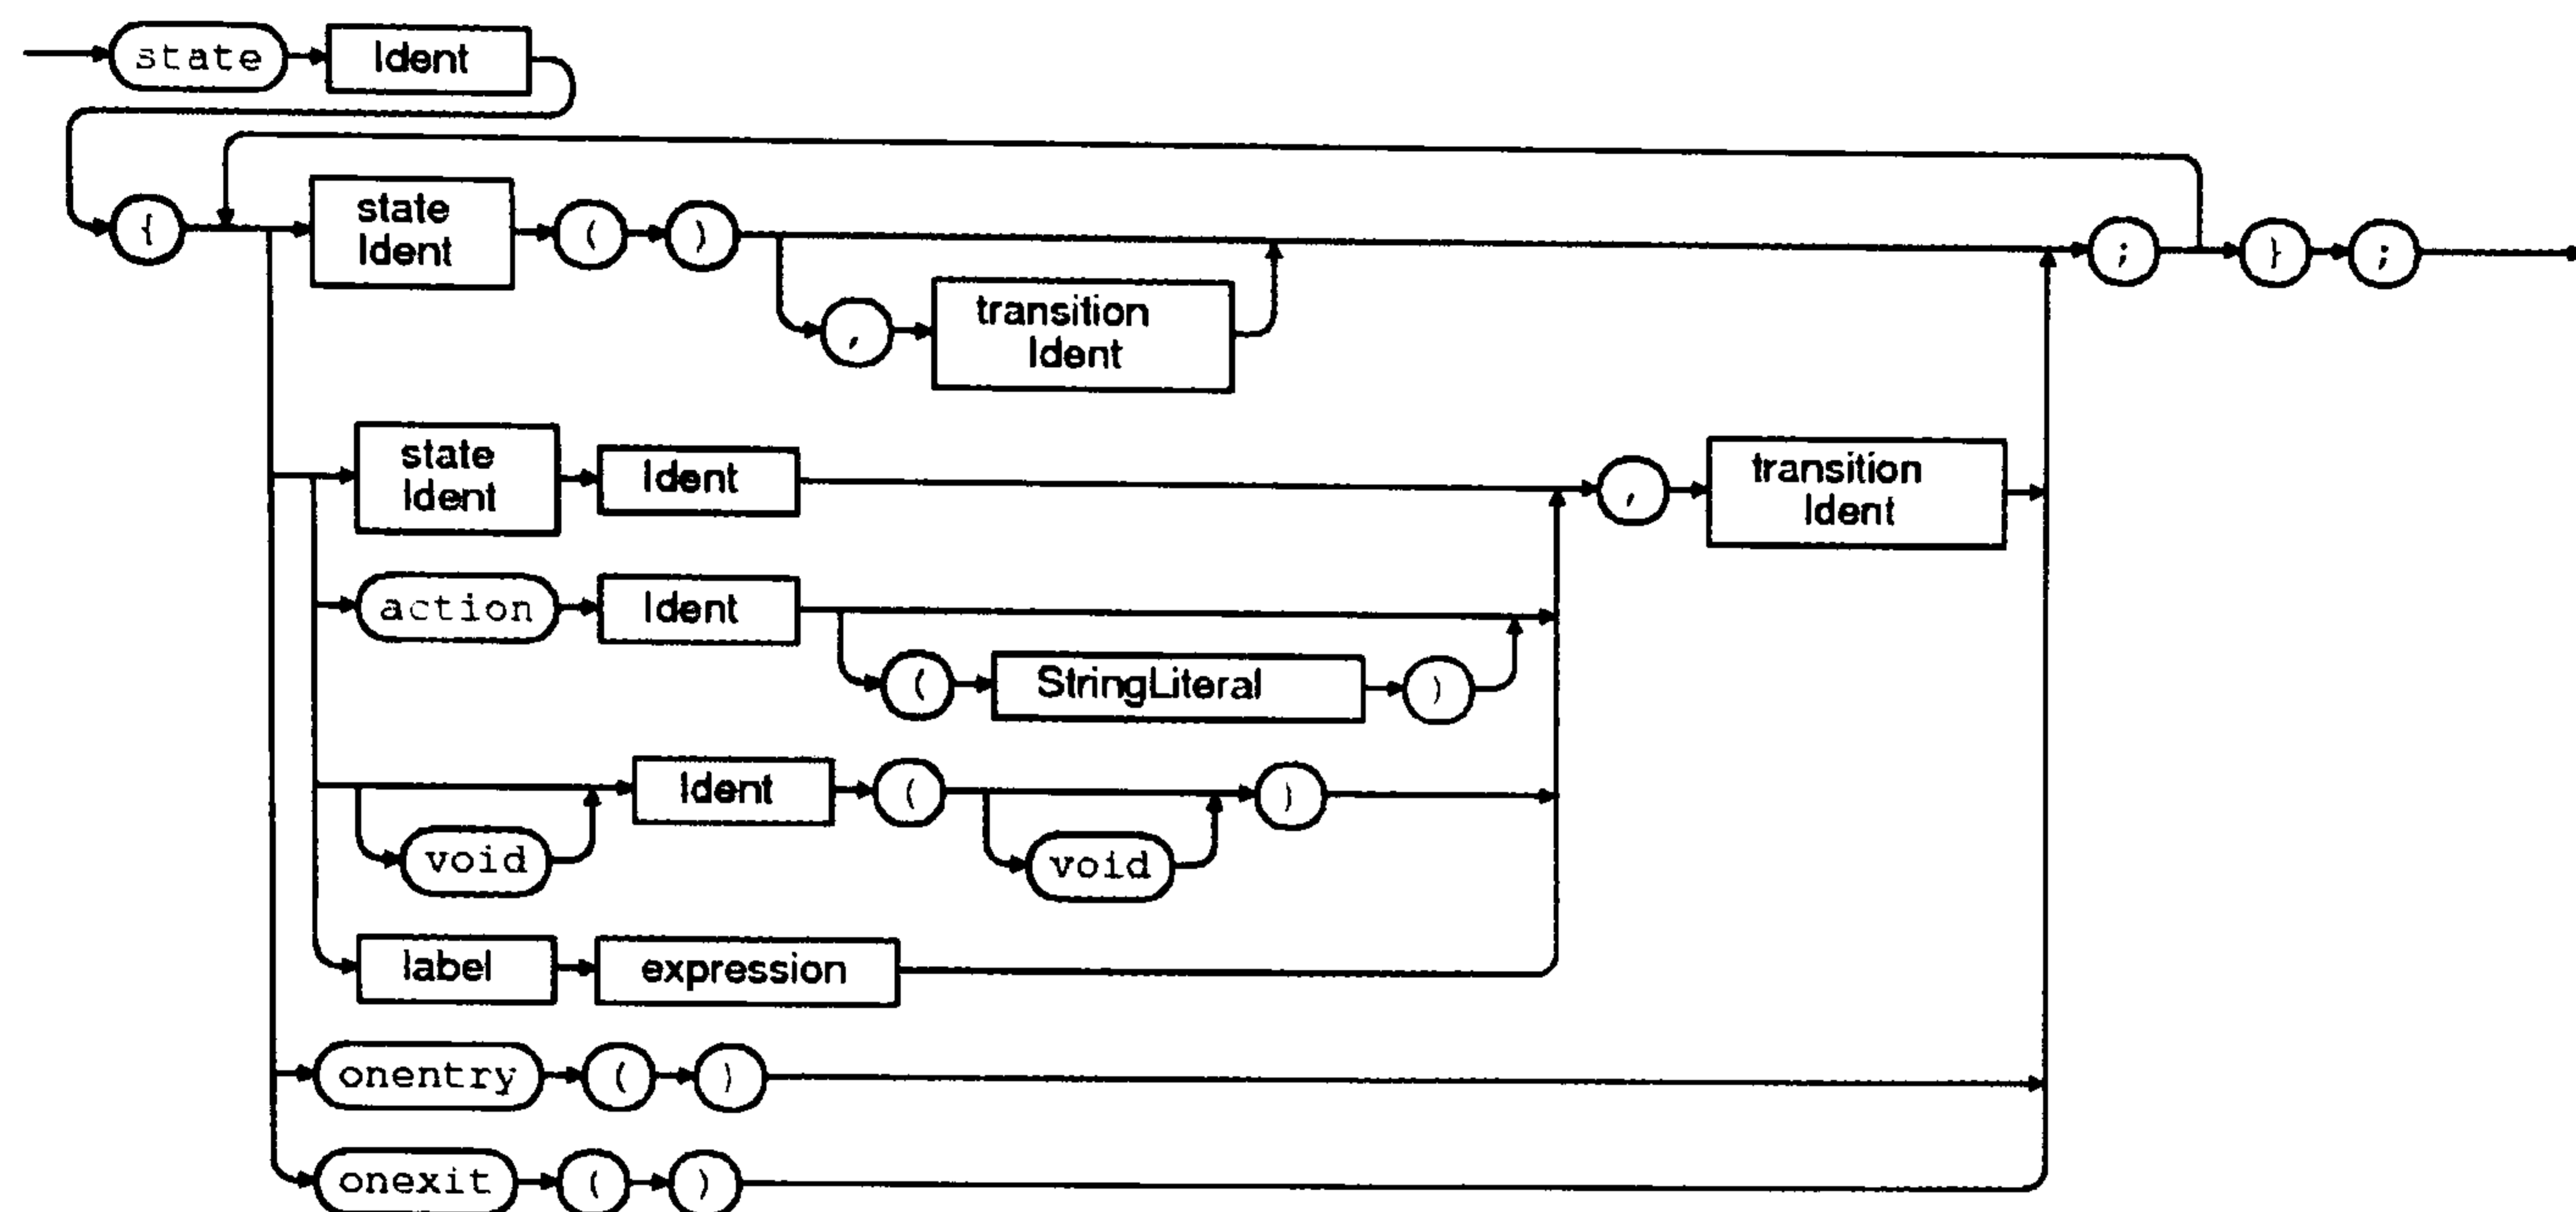 state Ident
{ state Ident ( ) ; } ;
, transition Ident
state Ident Ident , transition Ident
action Ident
( StringLiteral )
Ident ( )
void void
label expression
onentry ( )
onexit ( )